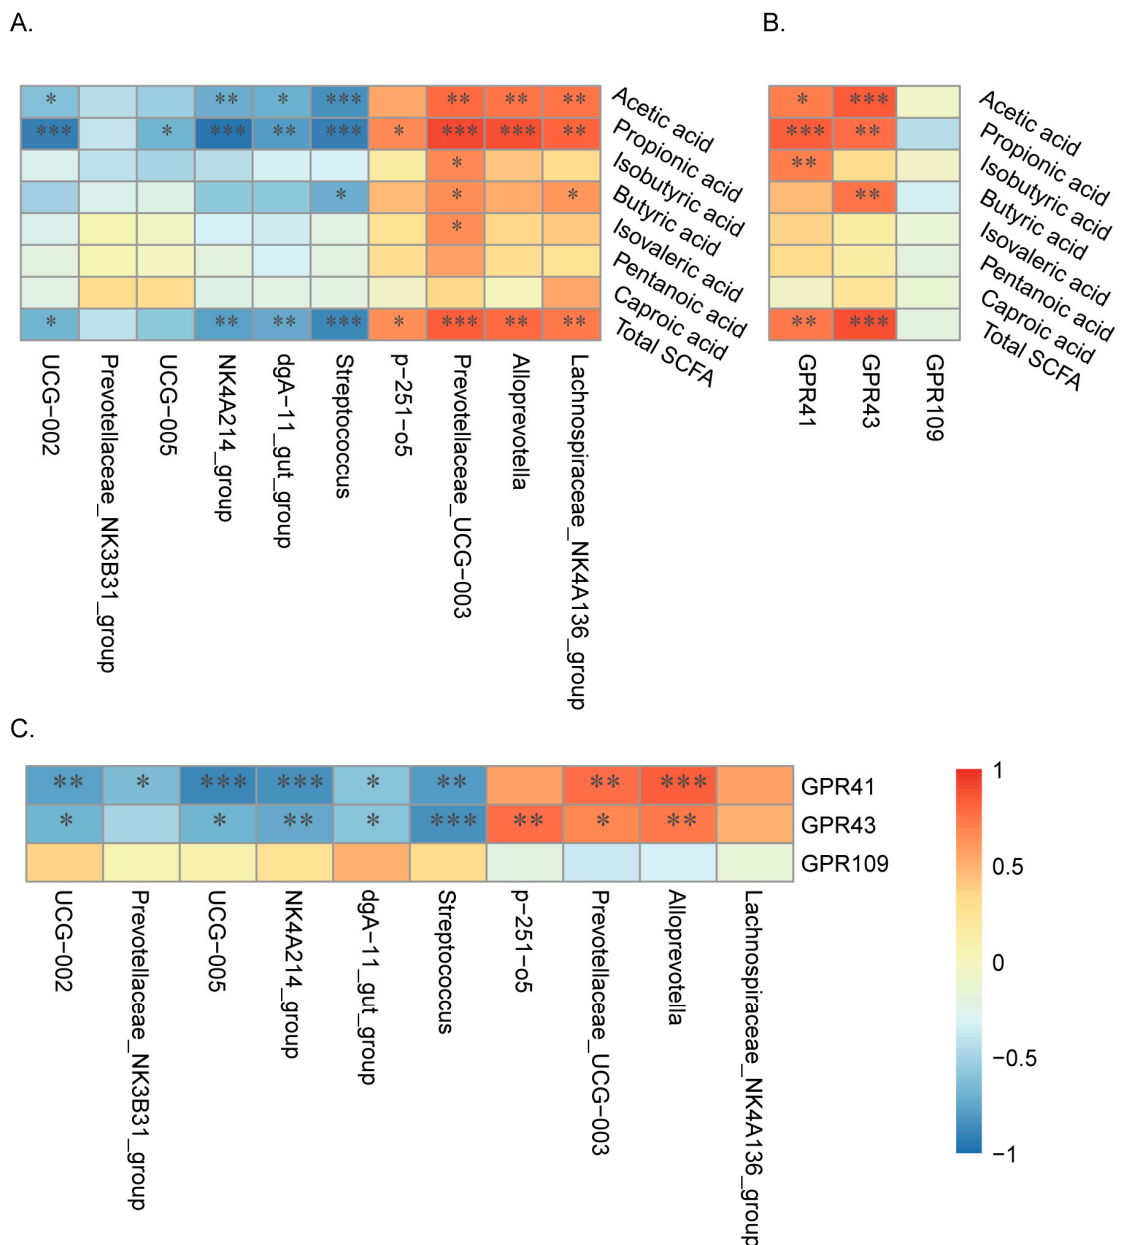 A.
B.
* ** * *** ** ** **
Acetic acid
* ***
Acetic acid
*** * *** ** *** * *** *** **
Propionic acid
*** **
Propionic acid
*
Isobutyric acid
**
Isobutyric acid
* * *
Butyric acid
**
Butyric acid
*
Isovaleric acid
Isovaleric acid
Pentanoic acid
Pentanoic acid
Caproic acid
Caproic acid
* ** ** *** * *** ** **
Total SCFA
** ***
Total SCFA
UCG−002
Prevotellaceae_NK3B31_group
UCG−005
NK4A214_group
dgA−11_gut_group
Streptococcus
p−251−o5
Prevotellaceae_UCG−003
Alloprevotella
Lachnospiraceae_NK4A136_group
GPR41
GPR43
GPR109
C.
** * *** *** * ** ** ***
GPR41
* * ** * *** ** * **
GPR43
GPR109
UCG−002
Prevotellaceae_NK3B31_group
UCG−005
NK4A214_group
dgA−11_gut_group
Streptococcus
p−251−o5
Prevotellaceae_UCG−003
Alloprevotella
Lachnospiraceae_NK4A136_group
1
0.5
0
−0.5
−1